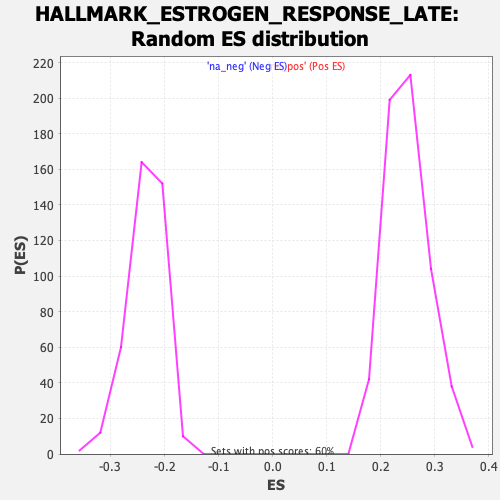 HALLMARK_ESTROGEN_RESPONSE_LATE:
Random ES distribution
'na_neg' (Neg ES)pos' (Pos ES)
220
200
180
160
140
120
100
80
60
40
20
0
P(ES)
Sets with pos scores: 60%
-0.3 -0.2 -0.1 0.0 0.1 0.2 0.3 0.4
ES